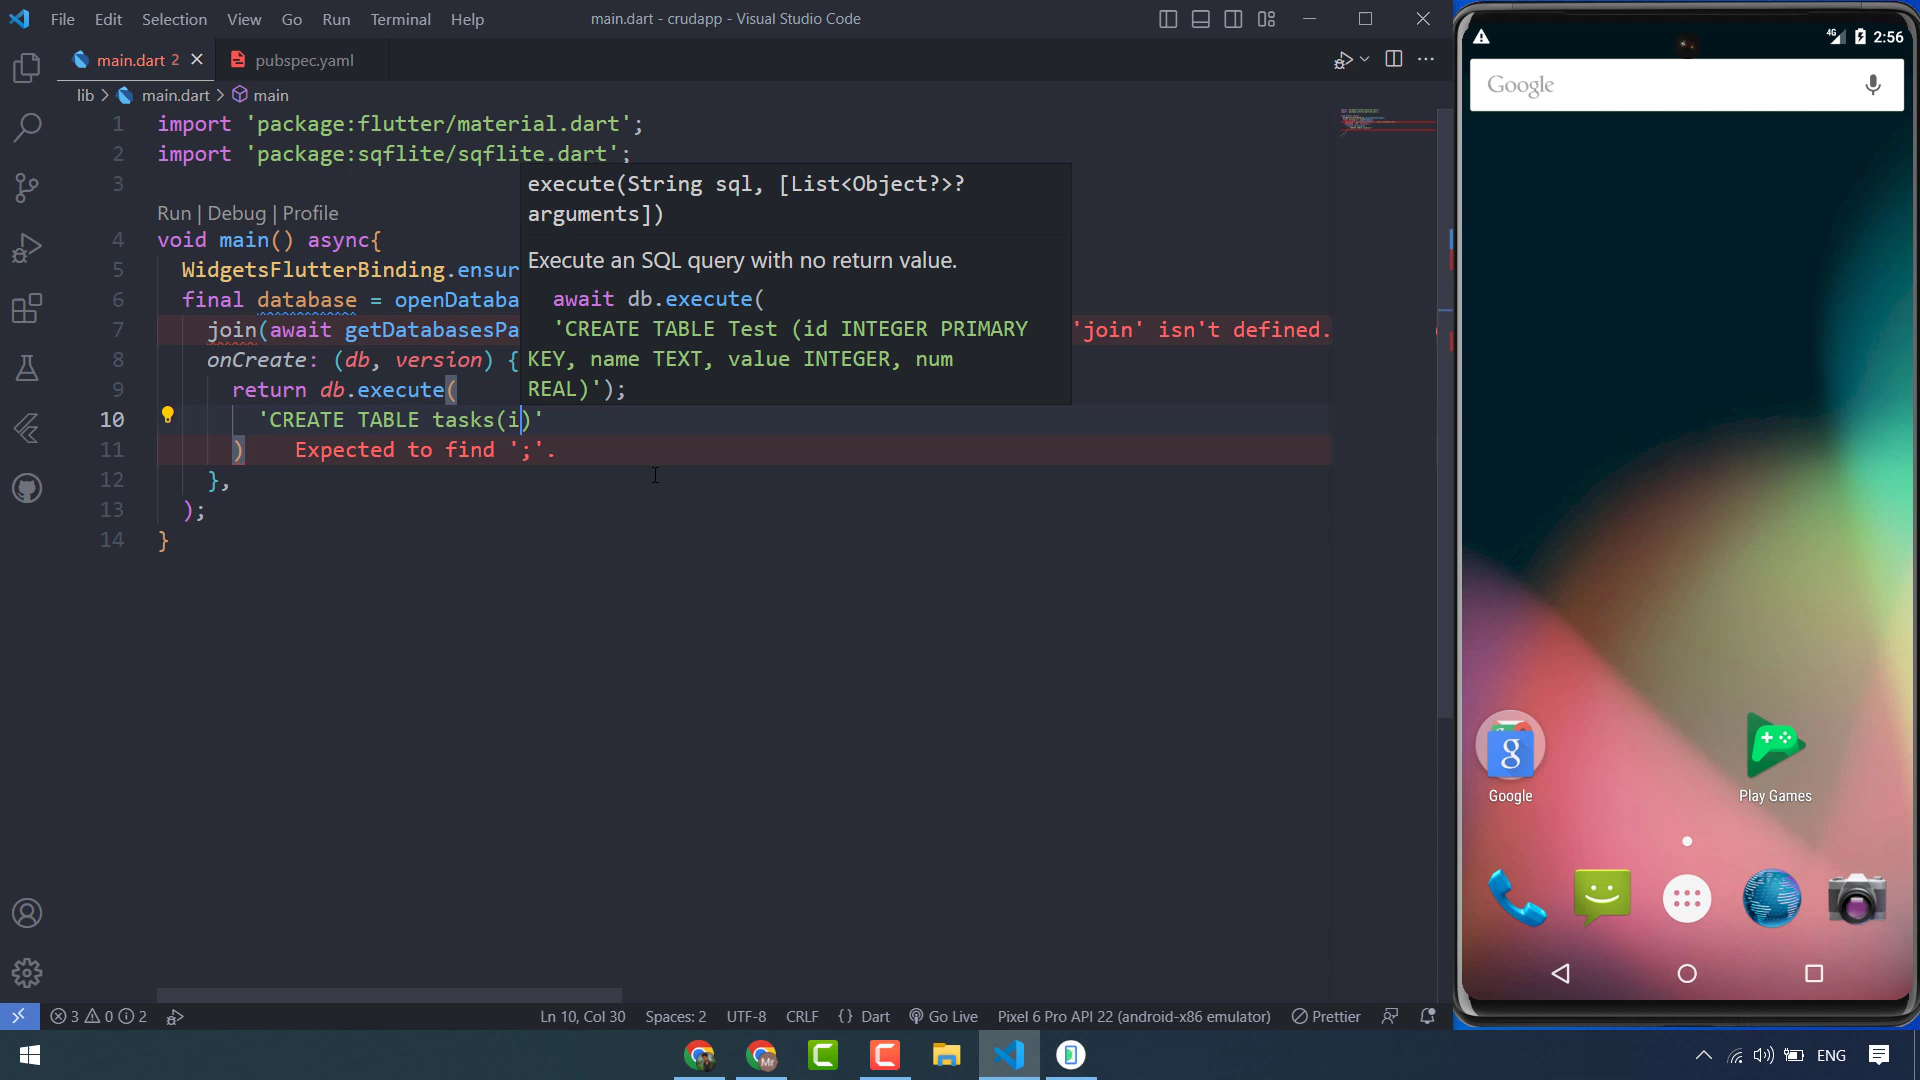 File Edit Selection View Go Run Terminal Help
main.dart - crudapp - Visual Studio Code
main.dart 2
pubspec.yaml
lib > main.dart > main
1 import 'package:flutter/material.dart';
2 import 'package:sqflite/sqflite.dart';
3
Run | Debug | Profile
4 void main() async{
5 WidgetsFlutterBinding.ensur
6 final database = openDataba
7 join(await getDatabasesPa 'join' isn't defined.
8 onCreate: (db, version) {
9 return db.execute(
10 'CREATE TABLE tasks(i)'
11 ) Expected to find ';'.
12 },
13 );
14 }
execute(String sql, [List<Object?>?
arguments])
Execute an SQL query with no return value.
await db.execute(
'CREATE TABLE Test (id INTEGER PRIMARY
KEY, name TEXT, value INTEGER, num
REAL)');
3 0 2
Ln 10, Col 30 Spaces: 2 UTF-8 CRLF {} Dart Go Live Pixel 6 Pro API 22 (android-x86 emulator) Prettier
Mr
ENG
4G 2:56
Google
g
Google
Play Games